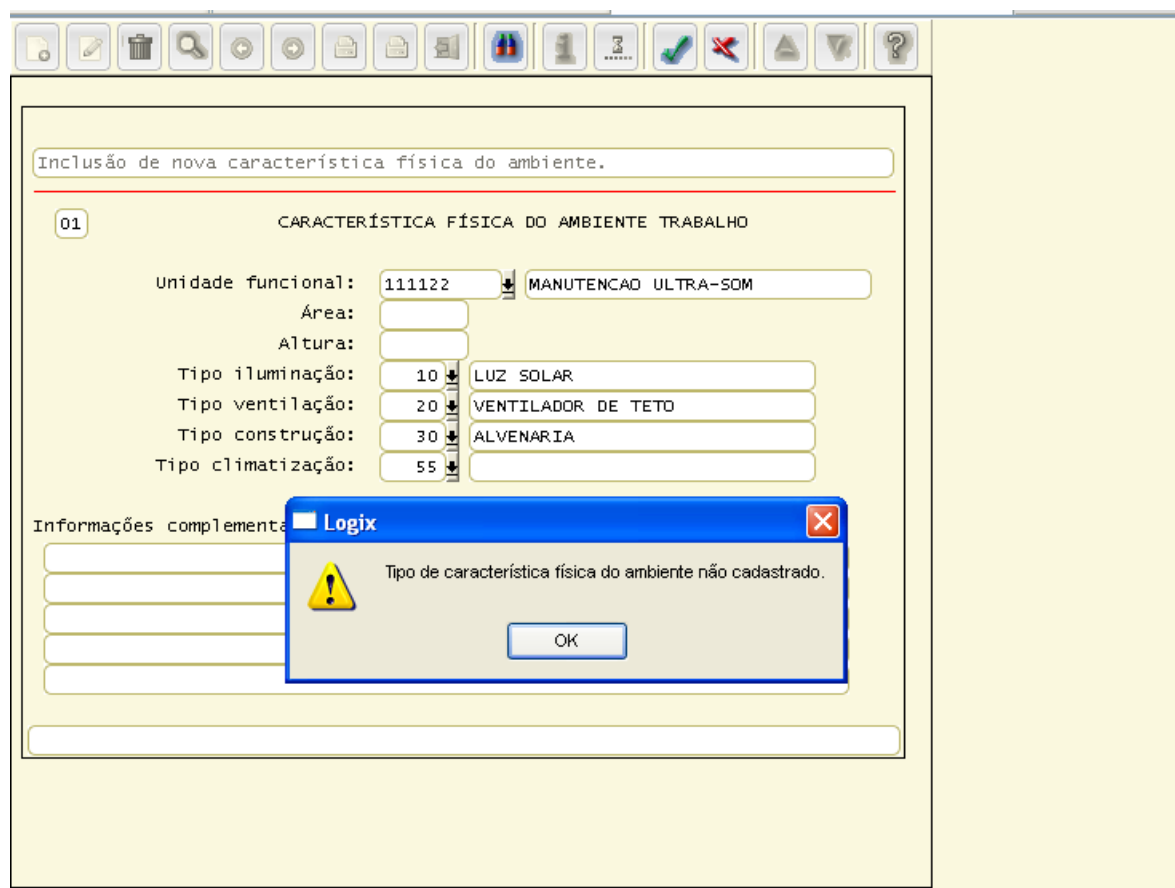 Inclusão de nova característica física do ambiente.
01 CARACTERÍSTICA FÍSICA DO AMBIENTE TRABALHO
Unidade funcional: 111122 MANUTENCAO ULTRA-SOM
Área:
Altura:
Tipo iluminação: 10 LUZ SOLAR
Tipo ventilação: 20 VENTILADOR DE TETO
Tipo construção: 30 ALVENARIA
Tipo climatização: 55
Informações complementa
Logix
Tipo de característica física do ambiente não cadastrado.
OK